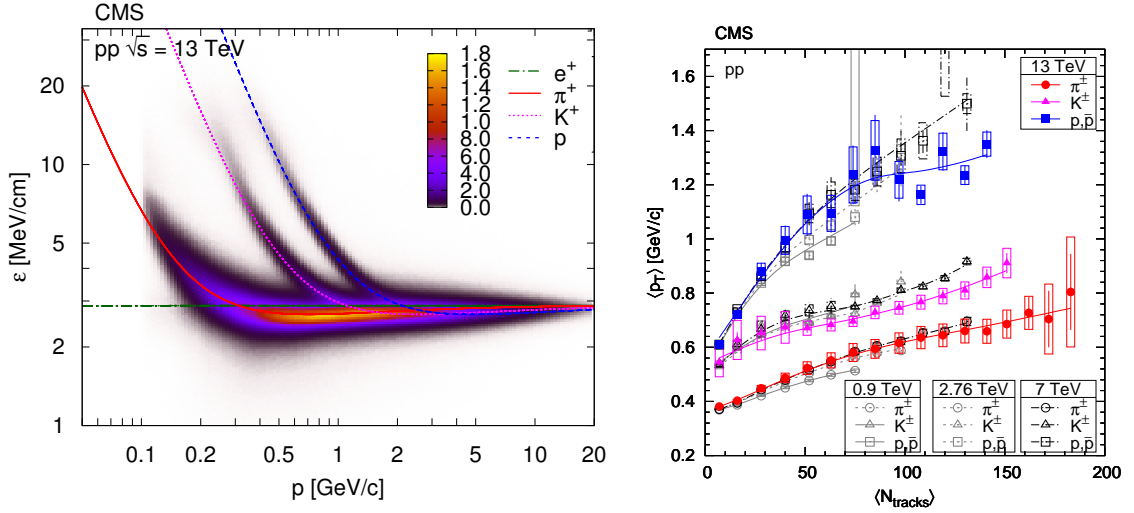 CMS
pp √s = 13 TeV
1.8
1.6
1.4
1.2
1.0
8.0
6.0
4.0
2.0
0.0
e⁺
π⁺
K⁺
p
20
10
5
2
1
ε [MeV/cm]
0.1 0.2 0.5 1 2 5 10 20
p [GeV/c]
CMS
pp
13 TeV
π±
K±
p,p̄
1.6
1.4
1.2
1
0.8
0.6
0.4
0.2
⟨p_T⟩ [GeV/c]
0.9 TeV
π±
K±
p,p̄
2.76 TeV
π±
K±
p,p̄
7 TeV
π±
K±
p,p̄
0 50 100 150 200
⟨N_tracks⟩